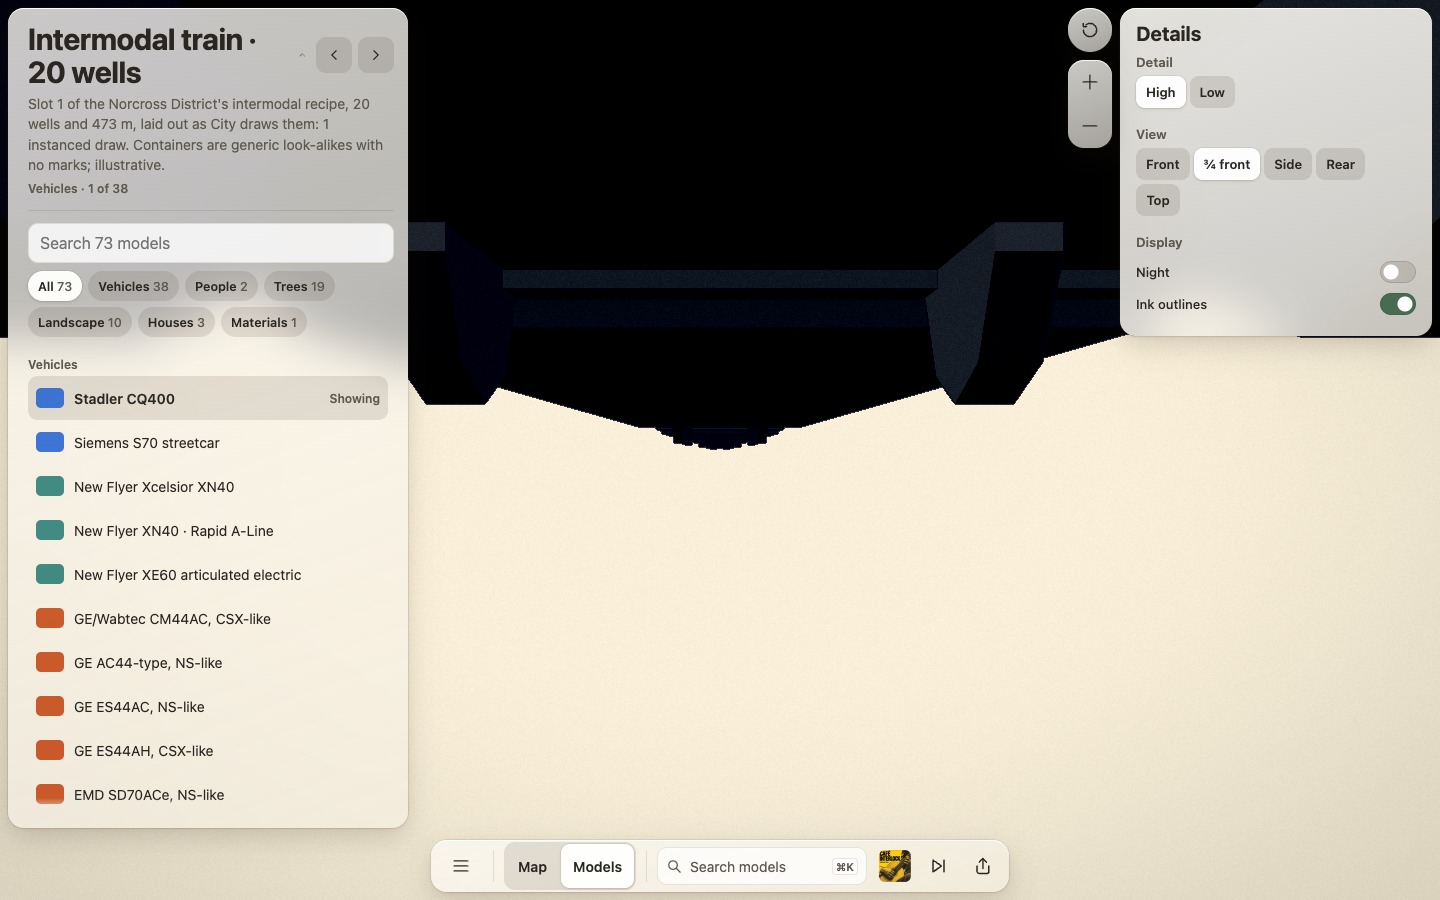 Intermodal train ·
20 wells
Slot 1 of the Norcross District's intermodal recipe, 20
wells and 473 m, laid out as City draws them: 1
instanced draw. Containers are generic look-alikes with
no marks; illustrative.
Vehicles · 1 of 38
Search 73 models
All 73
Vehicles 38
People 2
Trees 19
Landscape 10
Houses 3
Materials 1
Vehicles
Stadler CQ400
Showing
Siemens S70 streetcar
New Flyer Xcelsior XN40
New Flyer XN40 · Rapid A-Line
New Flyer XE60 articulated electric
GE/Wabtec CM44AC, CSX-like
GE AC44-type, NS-like
GE ES44AC, NS-like
GE ES44AH, CSX-like
EMD SD70ACe, NS-like
Details
Detail
High
Low
View
Front
¾ front
Side
Rear
Top
Display
Night
Ink outlines
Map
Models
Search models
⌘K